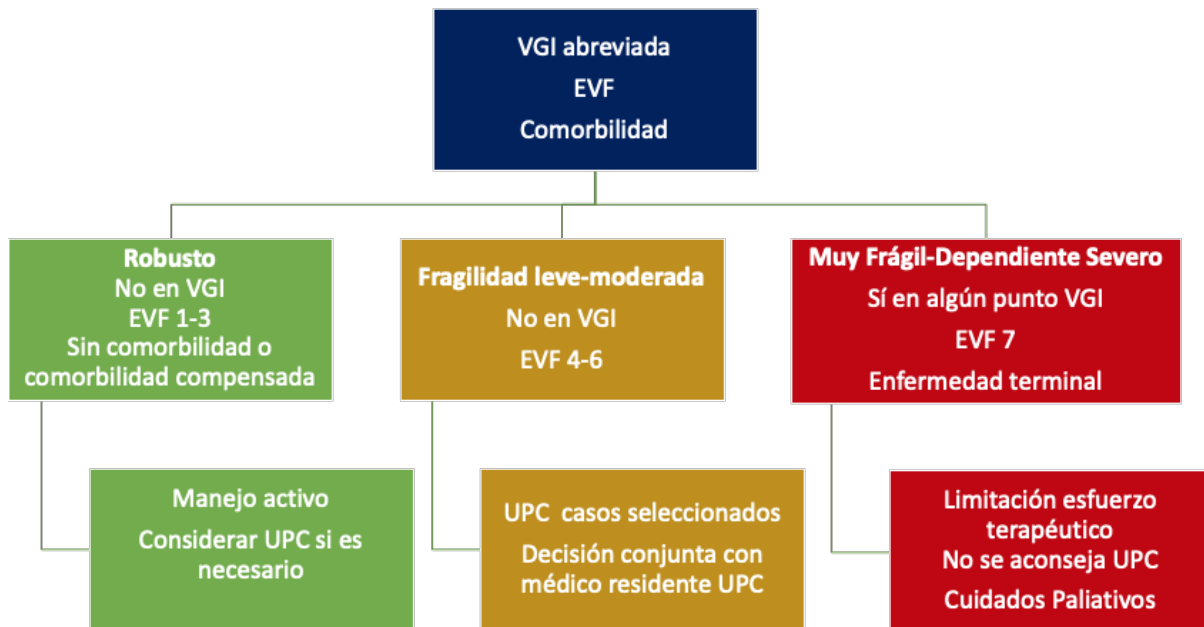 VGI abreviada
EVF
Comorbilidad
Robusto
No en VGI
EVF 1-3
Sin comorbilidad o
comorbilidad compensada
Fragilidad leve-moderada
No en VGI
EVF 4-6
Muy Frágil-Dependiente Severo
Sí en algún punto VGI
EVF 7
Enfermedad terminal
Manejo activo
Considerar UPC si es
necesario
UPC casos seleccionados
Decisión conjunta con
médico residente UPC
Limitación esfuerzo
terapéutico
No se aconseja UPC
Cuidados Paliativos